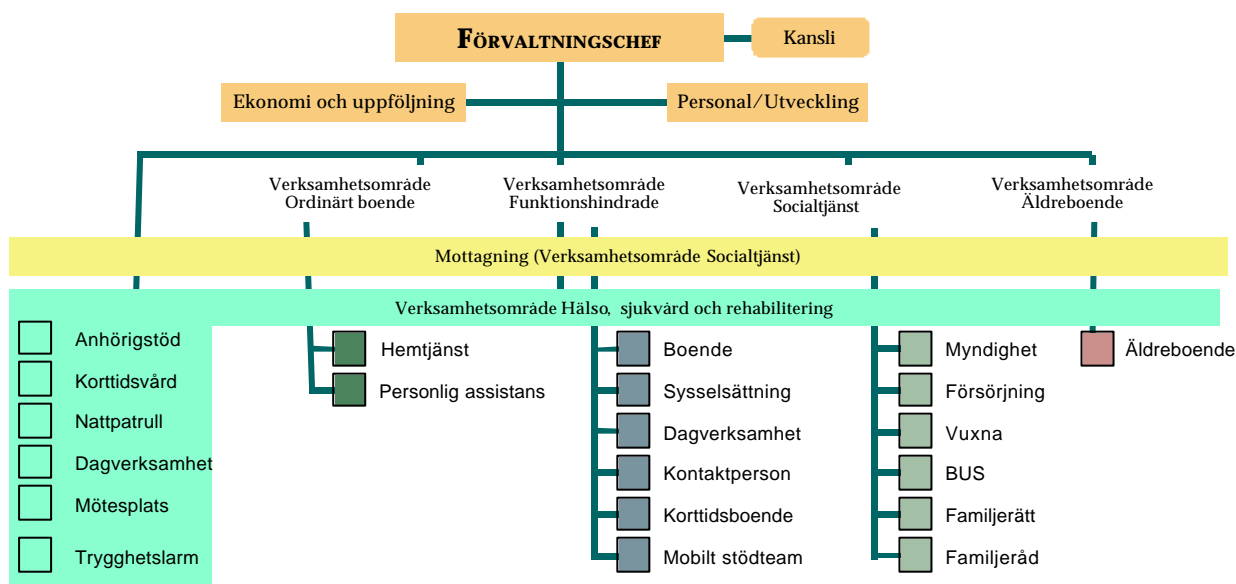 FÖRVALTNINGSCHEF
Kansli
Ekonomi och uppföljning
Personal/Utveckling
Verksamhetsområde
Ordinärt boende
Verksamhetsområde
Funktionshindrade
Verksamhetsområde
Socialtjänst
Verksamhetsområde
Äldreboende
Mottagning (Verksamhetsområde Socialtjänst)
Verksamhetsområde Hälso, sjukvård och rehabilitering
Anhörigstöd
Korttidsvård
Nattpatrull
Dagverksamhet
Mötesplats
Trygghetslarm
Hemtjänst
Personlig assistans
Boende
Sysselsättning
Dagverksamhet
Kontaktperson
Korttidsboende
Mobilt stödteam
Myndighet
Försörjning
Vuxna
BUS
Familjerätt
Familjeråd
Äldreboende